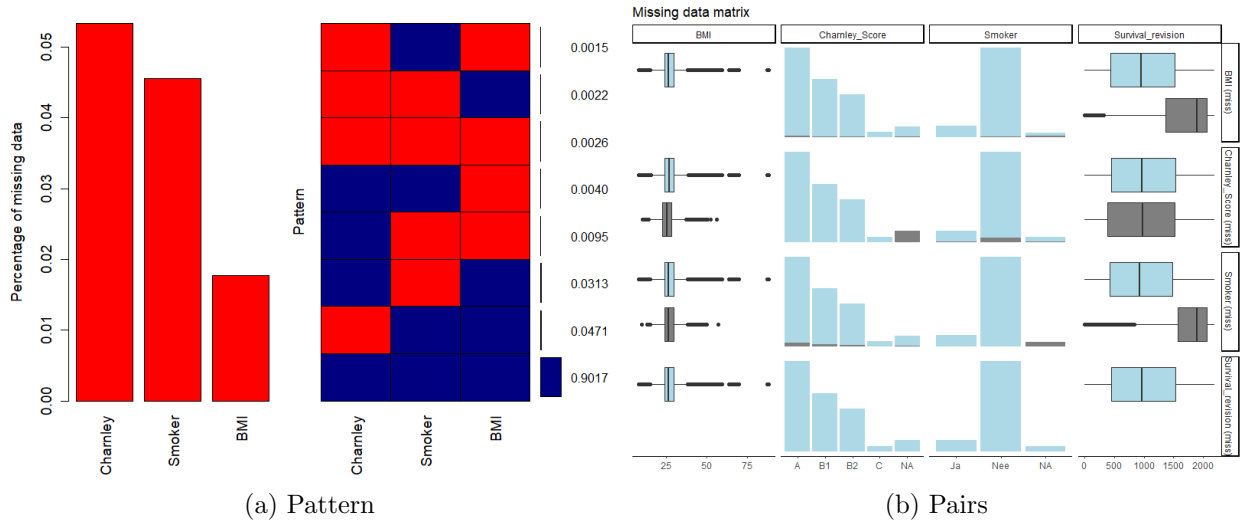 Percentage of missing data
0.05
0.04
0.03
0.02
0.01
0.00
Charnley
Smoker
BMI
Pattern
0.0015
0.0022
0.0026
0.0040
0.0095
0.0313
0.0471
0.9017
Charnley
Smoker
BMI
(a) Pattern
Missing data matrix
BMI
Charnley_Score
Smoker
Survival_revision
BMI (miss)
Charnley_Score (miss)
Smoker (miss)
Survival_revision (miss)
25 50 75
A B1 B2 C NA
Ja Nee NA
0 500 1000 1500 2000
(b) Pairs